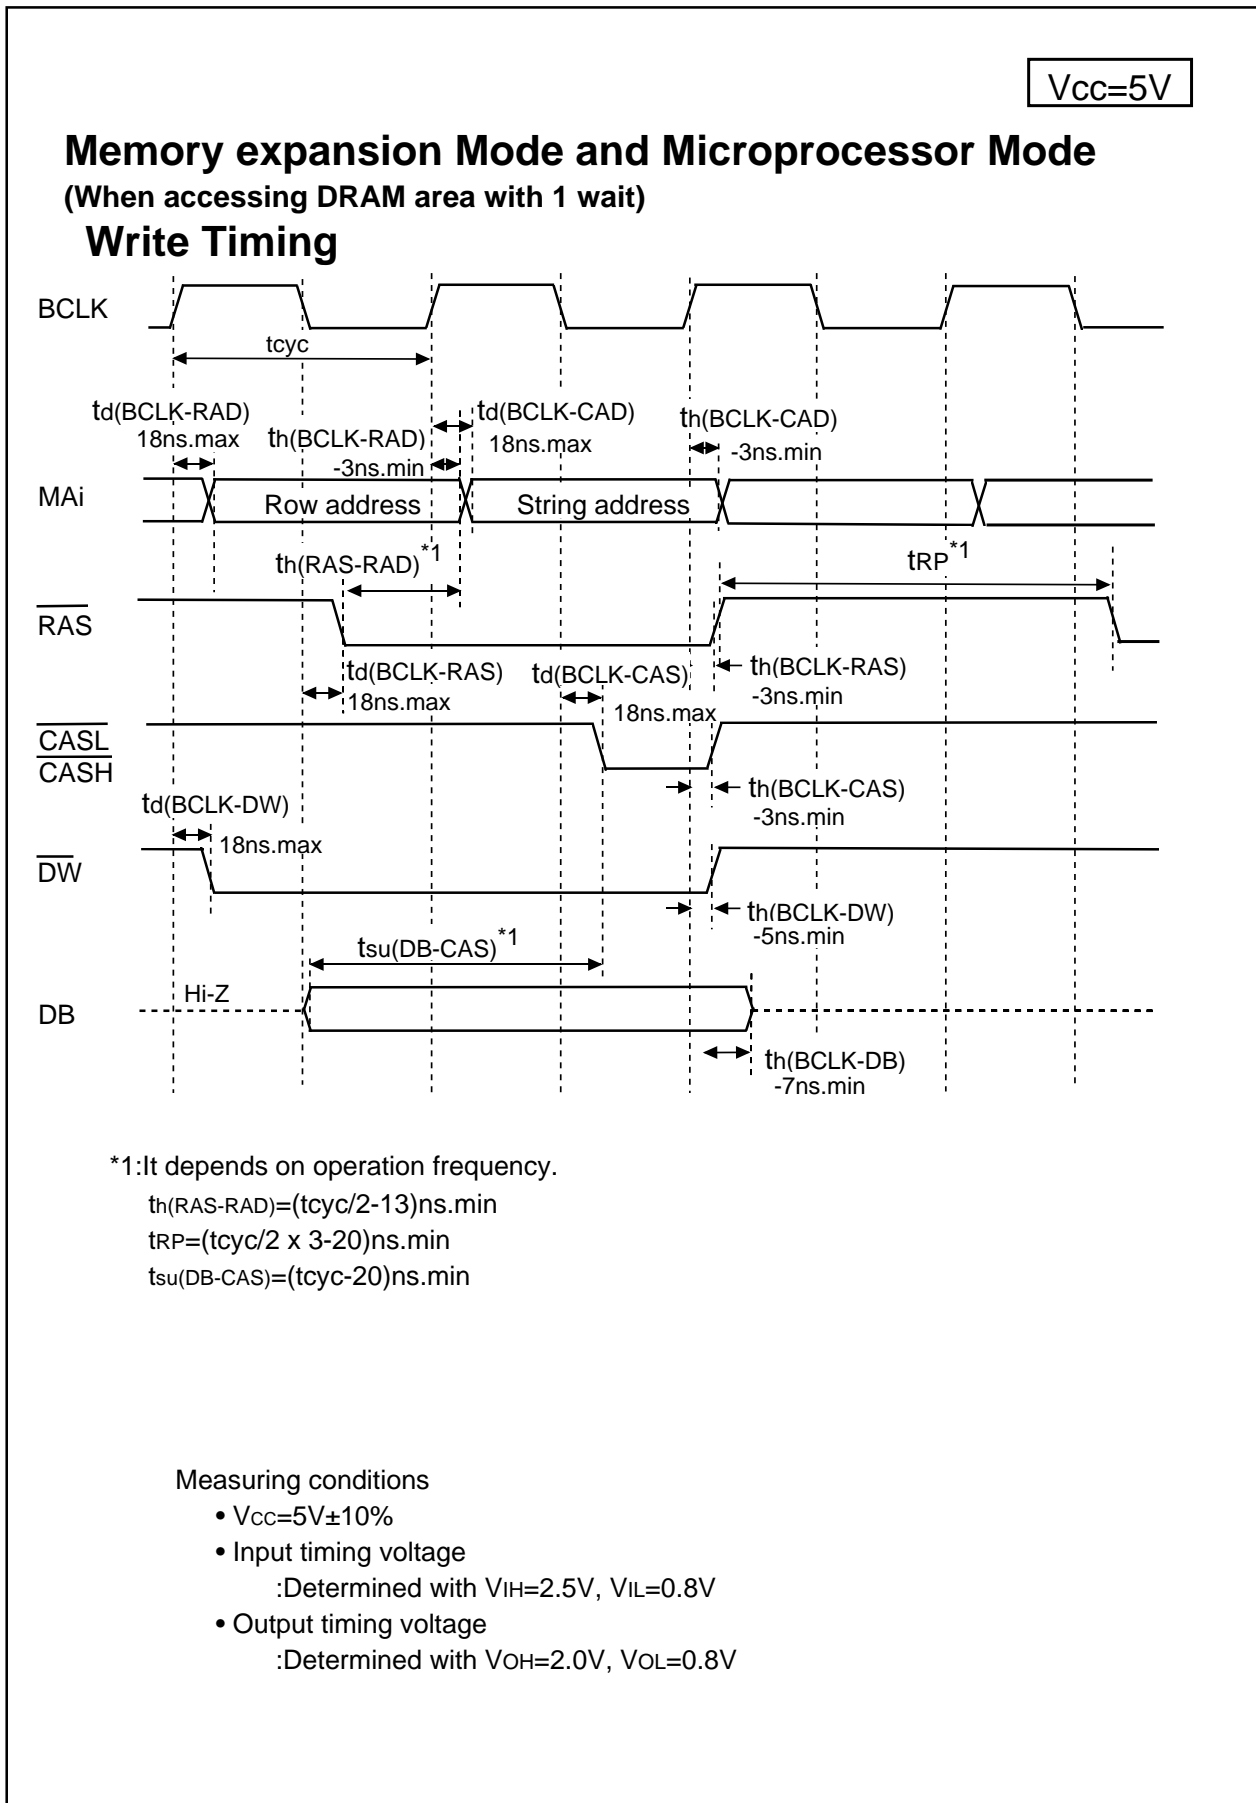 Vcc=5V
Memory expansion Mode and Microprocessor Mode
(When accessing DRAM area with 1 wait)
Write Timing
BCLK
tcyc
td(BCLK-RAD)
18ns.max
th(BCLK-RAD)
-3ns.min
td(BCLK-CAD)
18ns.max
th(BCLK-CAD)
-3ns.min
MAi
Row address
String address
th(RAS-RAD)*1
tRP*1
RAS
td(BCLK-RAS)
18ns.max
td(BCLK-CAS)
18ns.max
th(BCLK-RAS)
-3ns.min
CASL
CASH
th(BCLK-CAS)
-3ns.min
td(BCLK-DW)
18ns.max
DW
th(BCLK-DW)
-5ns.min
tsu(DB-CAS)*1
Hi-Z
DB
th(BCLK-DB)
-7ns.min
*1:It depends on operation frequency.
th(RAS-RAD)=(tcyc/2-13)ns.min
tRP=(tcyc/2 x 3-20)ns.min
tsu(DB-CAS)=(tcyc-20)ns.min
Measuring conditions
• VCC=5V±10%
• Input timing voltage
:Determined with VIH=2.5V, VIL=0.8V
• Output timing voltage
:Determined with VOH=2.0V, VOL=0.8V